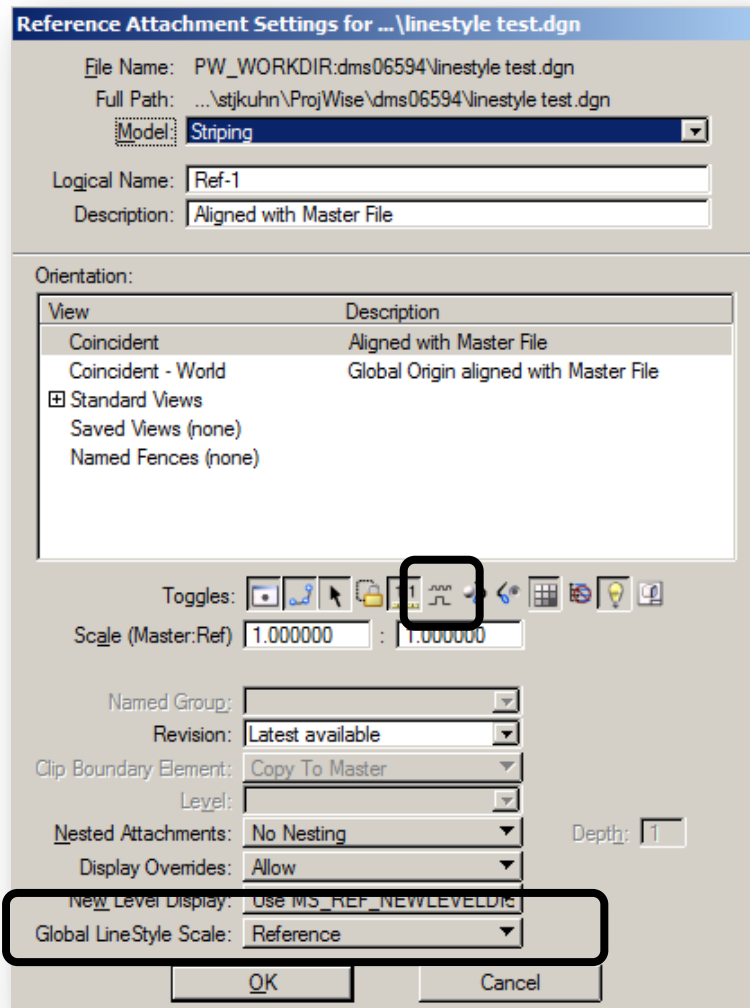 Reference Attachment Settings for ...\linestyle test.dgn
File Name: PW_WORKDIR:dms06594\linestyle test.dgn
Full Path: ...\stjkuhn\ProjWise\dms06594\linestyle test.dgn
Model: Striping
Logical Name: Ref-1
Description: Aligned with Master File
Orientation:
View Description
Coincident Aligned with Master File
Coincident - World Global Origin aligned with Master File
Standard Views
Saved Views (none)
Named Fences (none)
Toggles:
Scale (Master:Ref) 1.000000 : 1.000000
Named Group:
Revision: Latest available
Clip Boundary Element: Copy To Master
Level:
Nested Attachments: No Nesting Depth: 1
Display Overrides: Allow
New Level Display: Use MS_REF_NEWLEVELDIS
Global LineStyle Scale: Reference
OK Cancel